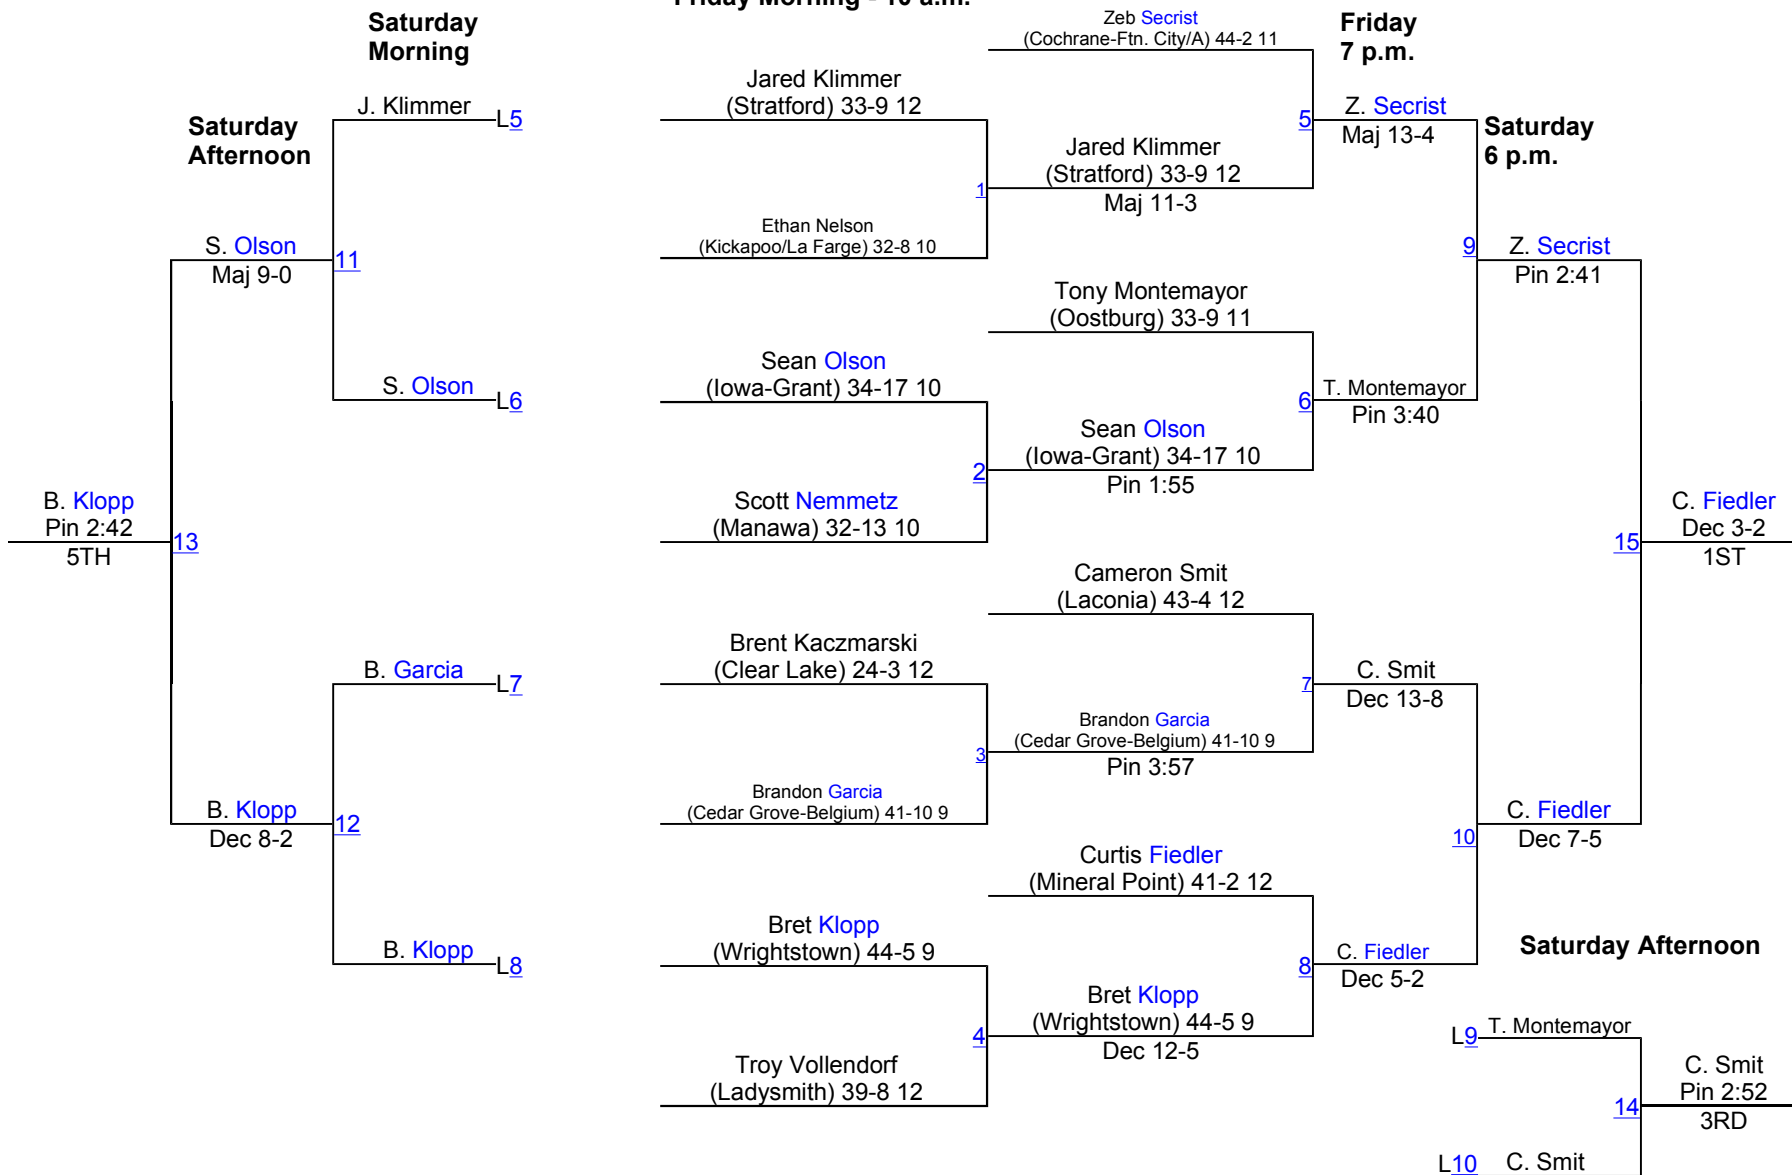 Friday Morning - 10 a.m.
Saturday
Morning
Saturday
Afternoon
J. Klimmer
L5
S. Olson
Maj 9-0
11
S. Olson
L6
B. Klopp
Pin 2:42
5TH
13
B. Garcia
L7
B. Klopp
Dec 8-2
12
B. Klopp
L8
Jared Klimmer
(Stratford) 33-9 12
1
Ethan Nelson
(Kickapoo/La Farge) 32-8 10
Sean Olson
(Iowa-Grant) 34-17 10
2
Scott Nemmetz
(Manawa) 32-13 10
Brent Kaczmarski
(Clear Lake) 24-3 12
3
Brandon Garcia
(Cedar Grove-Belgium) 41-10 9
Bret Klopp
(Wrightstown) 44-5 9
4
Troy Vollendorf
(Ladysmith) 39-8 12
Zeb Secrist
(Cochrane-Ftn. City/A) 44-2 11
5
Jared Klimmer
(Stratford) 33-9 12
Maj 11-3
Tony Montemayor
(Oostburg) 33-9 11
6
Sean Olson
(Iowa-Grant) 34-17 10
Pin 1:55
Cameron Smit
(Laconia) 43-4 12
7
Brandon Garcia
(Cedar Grove-Belgium) 41-10 9
Pin 3:57
Curtis Fiedler
(Mineral Point) 41-2 12
8
Bret Klopp
(Wrightstown) 44-5 9
Dec 12-5
Friday
7 p.m.
Z. Secrist
Maj 13-4
9
T. Montemayor
Pin 3:40
C. Smit
Dec 13-8
10
C. Fiedler
Dec 5-2
Saturday
6 p.m.
Z. Secrist
Pin 2:41
15
C. Fiedler
Dec 7-5
C. Fiedler
Dec 3-2
1ST
Saturday Afternoon
L9 T. Montemayor
14
L10 C. Smit
C. Smit
Pin 2:52
3RD